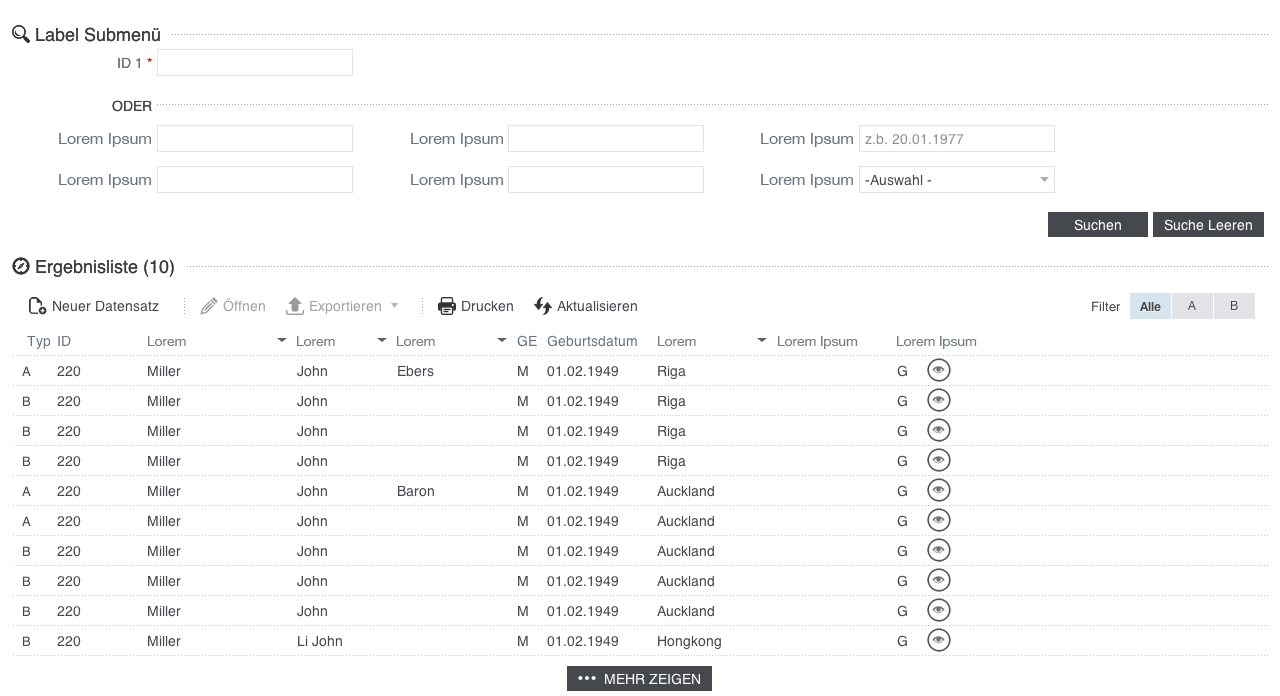 Label Submenü
ID 1 *
ODER
Lorem Ipsum Lorem Ipsum Lorem Ipsum z.b. 20.01.1977
Lorem Ipsum Lorem Ipsum Lorem Ipsum -Auswahl -
Suchen Suche Leeren
Ergebnisliste (10)
Neuer Datensatz Öffnen Exportieren Drucken Aktualisieren Filter Alle A B
Typ ID Lorem Lorem Lorem GE Geburtsdatum Lorem Lorem Ipsum Lorem Ipsum
A 220 Miller John Ebers M 01.02.1949 Riga G
B 220 Miller John M 01.02.1949 Riga G
B 220 Miller John M 01.02.1949 Riga G
B 220 Miller John M 01.02.1949 Riga G
A 220 Miller John Baron M 01.02.1949 Auckland G
A 220 Miller John M 01.02.1949 Auckland G
B 220 Miller John M 01.02.1949 Auckland G
B 220 Miller John M 01.02.1949 Auckland G
B 220 Miller John M 01.02.1949 Auckland G
B 220 Miller Li John M 01.02.1949 Hongkong G
••• MEHR ZEIGEN